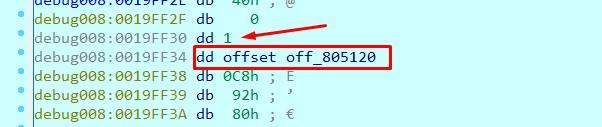 debug008:0019FF2E db 40h ; @
debug008:0019FF2F db 0
debug008:0019FF30 dd 1
debug008:0019FF34 dd offset off_805120
debug008:0019FF38 db 0C8h ; E
debug008:0019FF39 db 92h ; ’
debug008:0019FF3A db 80h ; €